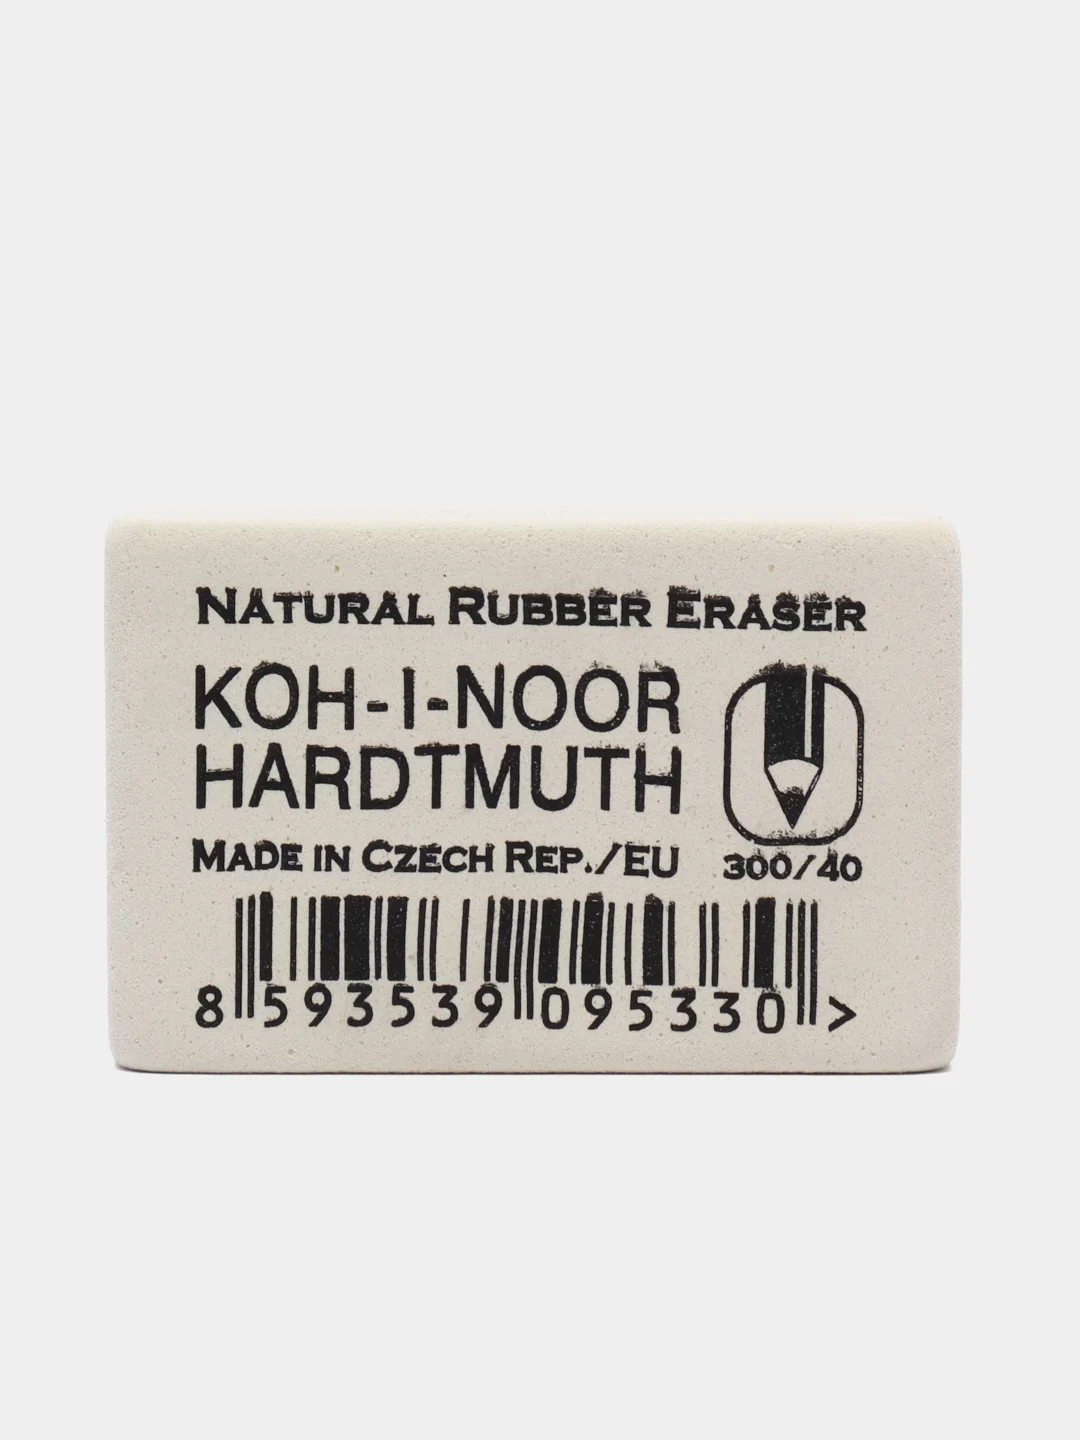 NATURAL RUBBER ERASER
KOH-I-NOOR
HARDTMUTH
MADE IN CZECH REP./EU
300/40
8 593539 095330 >